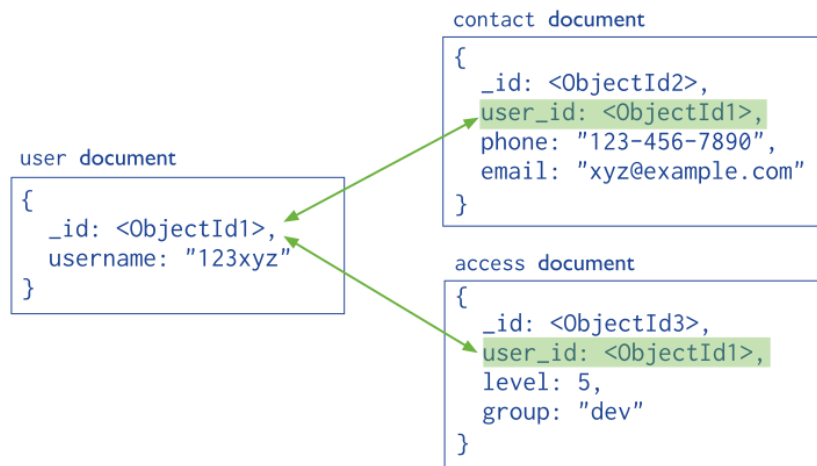 user document
{
_id: <ObjectId1>,
username: "123xyz"
}
contact document
{
_id: <ObjectId2>,
user_id: <ObjectId1>,
phone: "123-456-7890",
email: "xyz@example.com"
}
access document
{
_id: <ObjectId3>,
user_id: <ObjectId1>,
level: 5,
group: "dev"
}